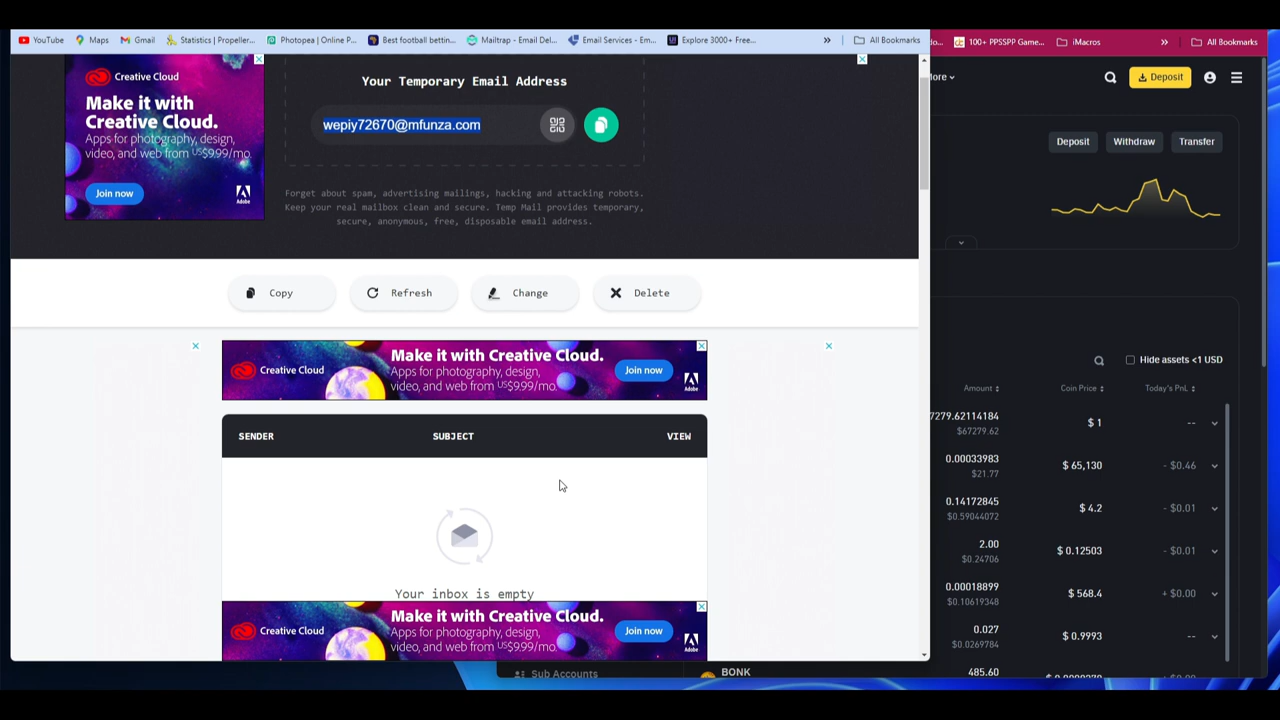 YouTube
Maps
Gmail
Statistics | Propeller...
Photopea | Online P...
Best football bettin...
Mailtrap - Email Del...
Email Services - Em...
Explore 3000+ Free...
»
All Bookmarks
100+ PPSSPP Game...
iMacros
»
All Bookmarks
Creative Cloud
Make it with
Creative Cloud.
Apps for photography, design,
video, and web from US$9.99/mo.
Join now
Adobe
Your Temporary Email Address
wepiy72670@mfunza.com
Forget about spam, advertising mailings, hacking and attacking robots.
Keep your real mailbox clean and secure. Temp Mail provides temporary,
secure, anonymous, free, disposable email address.
Copy
Refresh
Change
Delete
Creative Cloud
Make it with Creative Cloud.
Apps for photography,
design, video, and web from US$9.99/mo.
Join now
Adobe
SENDER
SUBJECT
VIEW
Your inbox is empty
Creative Cloud
Make it with Creative Cloud.
Apps for photography, design,
video, and web from US$9.99/mo.
Join now
Adobe
More
Deposit
Deposit
Withdraw
Transfer
Hide assets <1 USD
Amount
Coin Price
Today's PnL
7279.62114184
$67279.62
$ 1
--
0.00033983
$21.77
$ 65,130
- $0.46
0.14172845
$0.59044072
$ 4.2
- $0.01
2.00
$0.24706
$ 0.12503
- $0.01
0.00018899
$0.10619348
$ 568.4
+ $0.00
0.027
$0.0269784
$ 0.9993
--
485.60
Sub Accounts
BONK